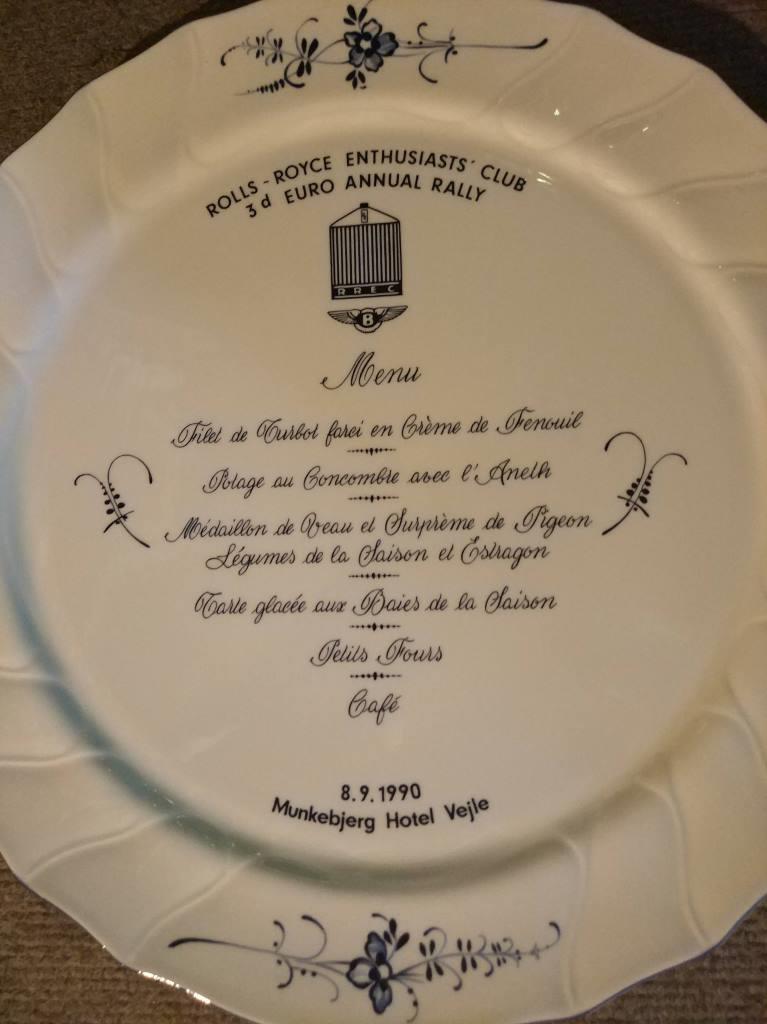 ROLLS-ROYCE ENTHUSIASTS' CLUB
3d EURO ANNUAL RALLY
RREC
B
Menu
Filet de Turbot farci en Crème de Fenouil
Potage au Concombre avec l'Aneth
Médaillon de Veau et Surprème de Pigeon
Légumes de la Saison et Estragon
Tarte glacée aux Baies de la Saison
Petits Fours
Café
8.9.1990
Munkebjerg Hotel Vejle